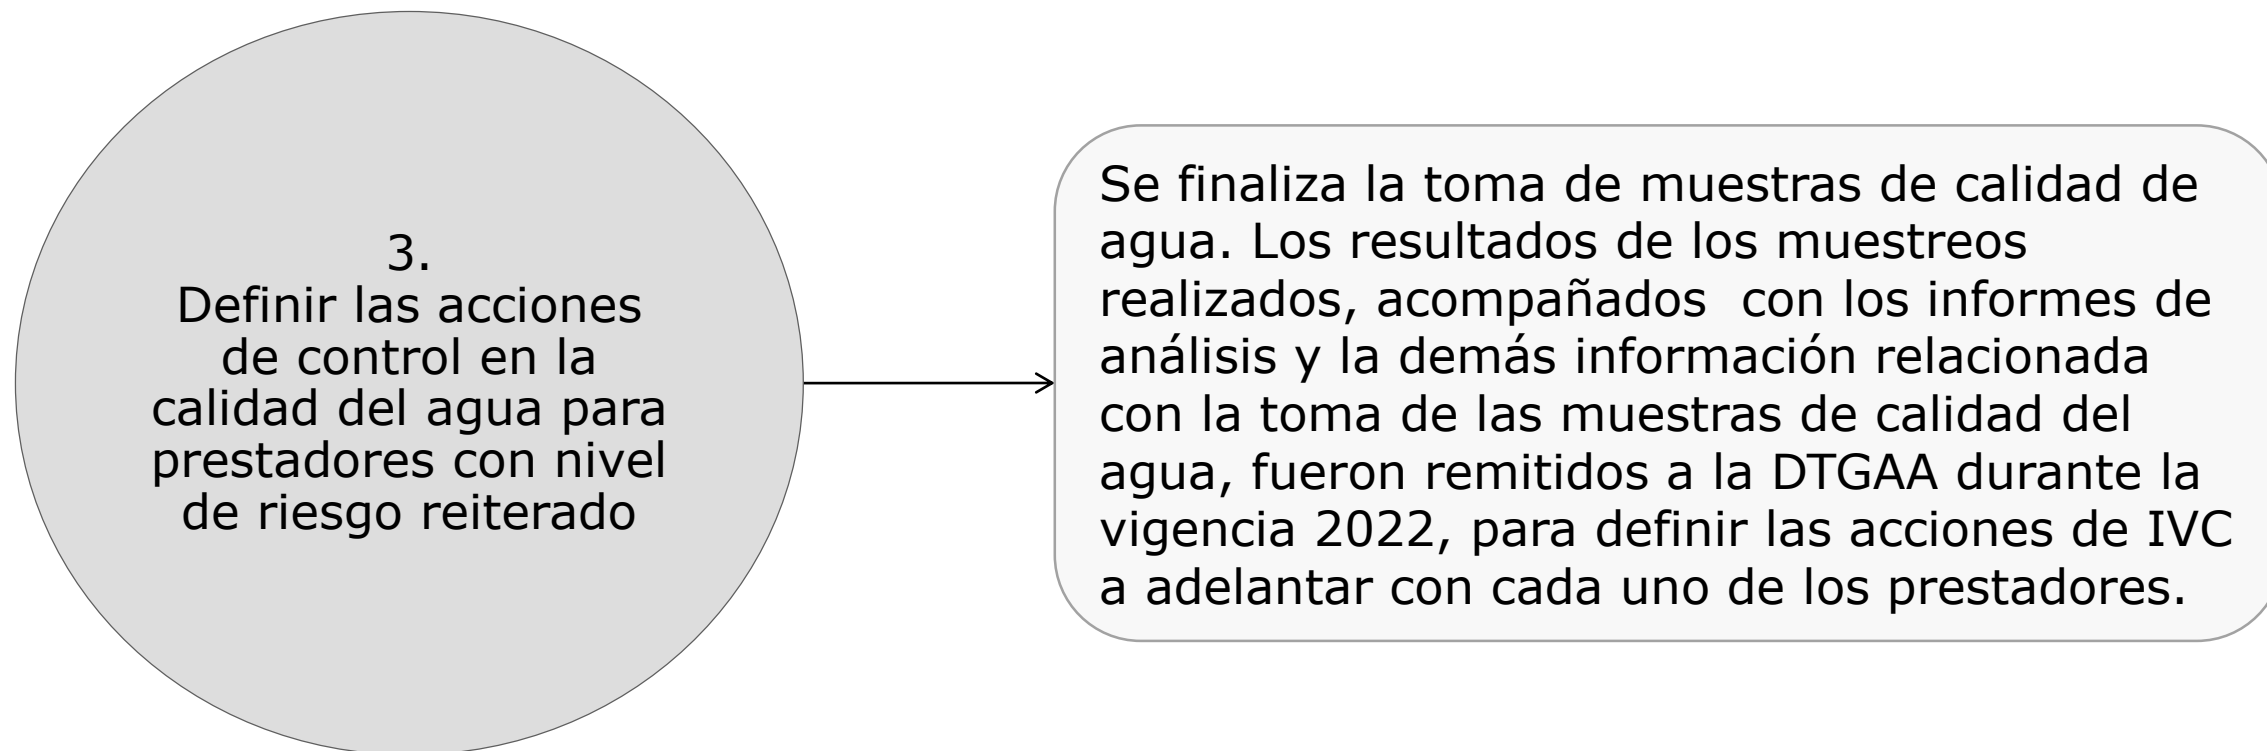 3.
Definir las acciones
de control en la
calidad del agua para
prestadores con nivel
de riesgo reiterado
Se finaliza la toma de muestras de calidad de
agua. Los resultados de los muestreos
realizados, acompañados  con los informes de
análisis y la demás información relacionada
con la toma de las muestras de calidad del
agua, fueron remitidos a la DTGAA durante la
vigencia 2022, para definir las acciones de IVC
a adelantar con cada uno de los prestadores.